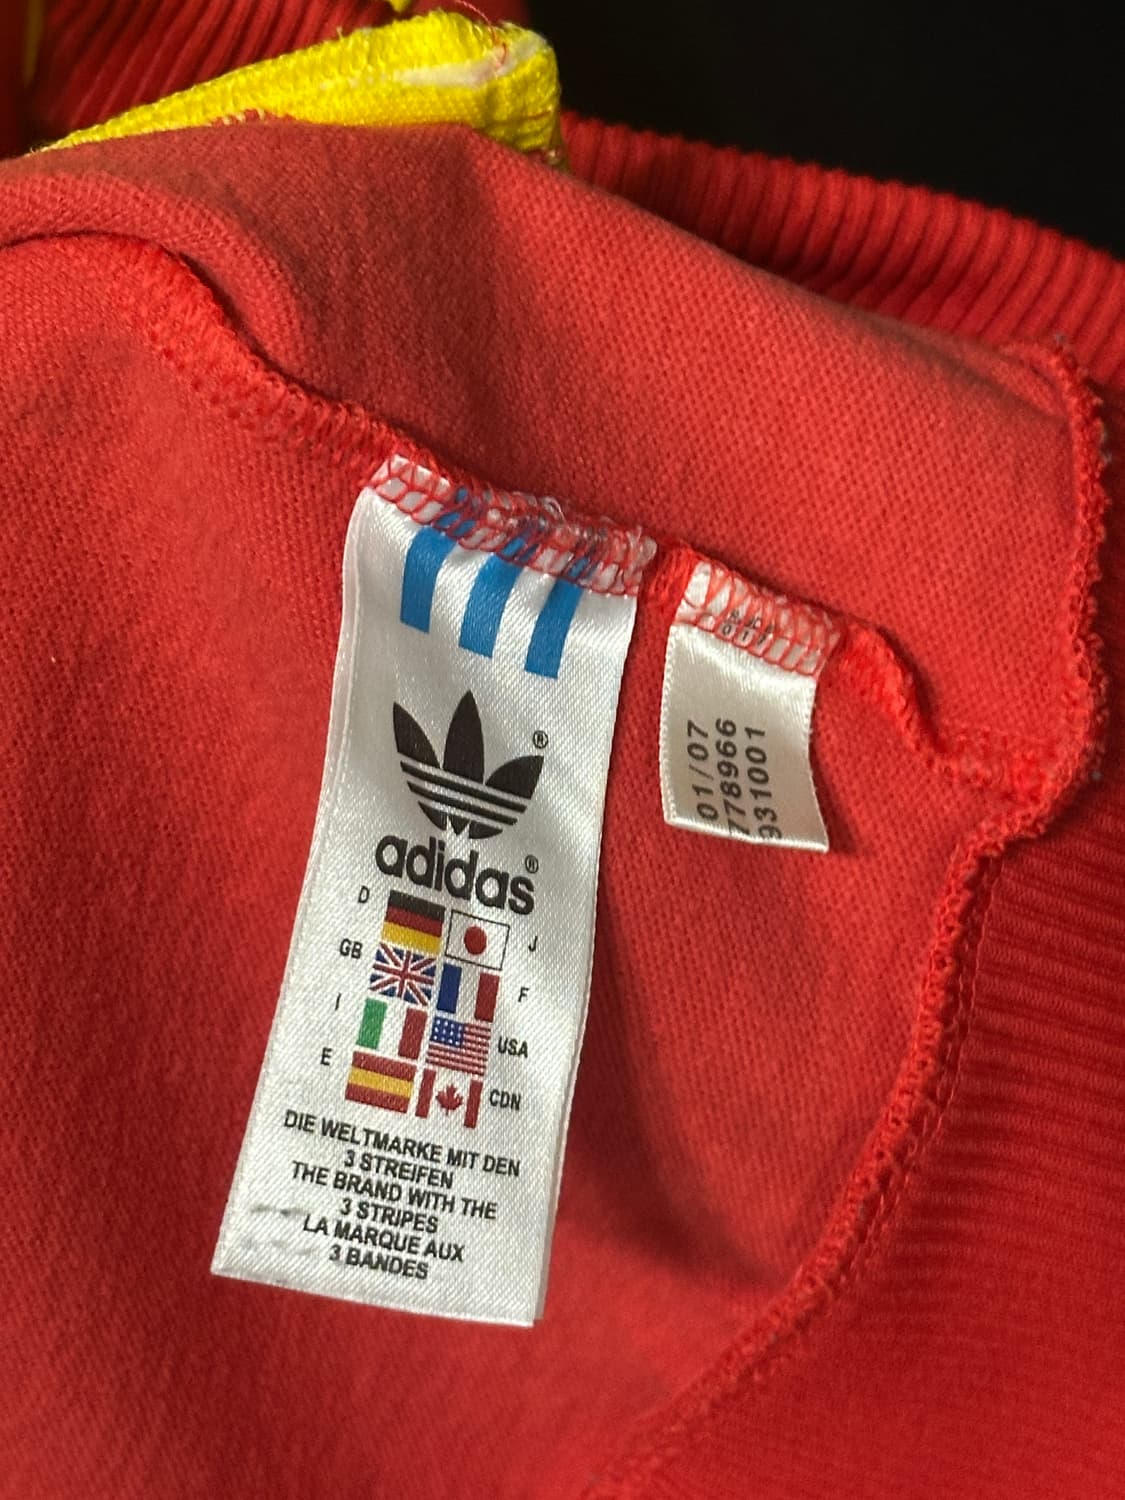 adidas®
®
D
J
GB
F
I
USA
E
CDN
DIE WELTMARKE MIT DEN
3 STREIFEN
THE BRAND WITH THE
3 STRIPES
LA MARQUE AUX
3 BANDES
01/07
778966
931001